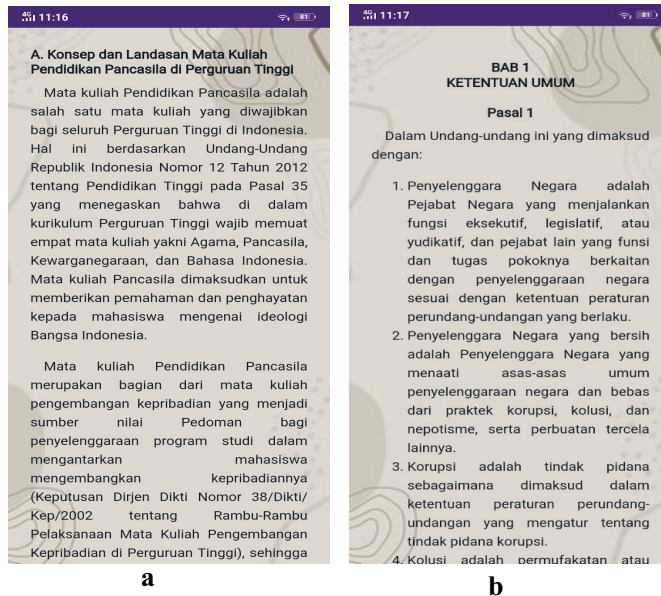 4G 11:16
81
A. Konsep dan Landasan Mata Kuliah
Pendidikan Pancasila di Perguruan Tinggi
Mata kuliah Pendidikan Pancasila adalah
salah satu mata kuliah yang diwajibkan
bagi seluruh Perguruan Tinggi di Indonesia.
Hal ini berdasarkan Undang-Undang
Republik Indonesia Nomor 12 Tahun 2012
tentang Pendidikan Tinggi pada Pasal 35
yang menegaskan bahwa di dalam
kurikulum Perguruan Tinggi wajib memuat
empat mata kuliah yakni Agama, Pancasila,
Kewarganegaraan, dan Bahasa Indonesia.
Mata kuliah Pancasila dimaksudkan untuk
memberikan pemahaman dan penghayatan
kepada mahasiswa mengenai ideologi
Bangsa Indonesia.
Mata kuliah Pendidikan Pancasila
merupakan bagian dari mata kuliah
pengembangan kepribadian yang menjadi
sumber nilai Pedoman bagi
penyelenggaraan program studi dalam
mengantarkan mahasiswa
mengembangkan kepribadiannya
(Keputusan Dirjen Dikti Nomor 38/Dikti/
Kep/2002 tentang Rambu-Rambu
Pelaksanaan Mata Kuliah Pengembangan
Kepribadian di Perguruan Tinggi), sehingga
a
4G 11:17
81
BAB 1
KETENTUAN UMUM
Pasal 1
Dalam Undang-undang ini yang dimaksud
dengan:
1. Penyelenggara Negara adalah
Pejabat Negara yang menjalankan
fungsi eksekutif, legislatif, atau
yudikatif, dan pejabat lain yang funsi
dan tugas pokoknya berkaitan
dengan penyelenggaraan negara
sesuai dengan ketentuan peraturan
perundang-undangan yang berlaku.
2. Penyelenggara Negara yang bersih
adalah Penyelenggara Negara yang
menaati asas-asas umum
penyelenggaraan negara dan bebas
dari praktek korupsi, kolusi, dan
nepotisme, serta perbuatan tercela
lainnya.
3. Korupsi adalah tindak pidana
sebagaimana dimaksud dalam
ketentuan peraturan perundang-
undangan yang mengatur tentang
tindak pidana korupsi.
4. Kolusi adalah permufakatan atau
b